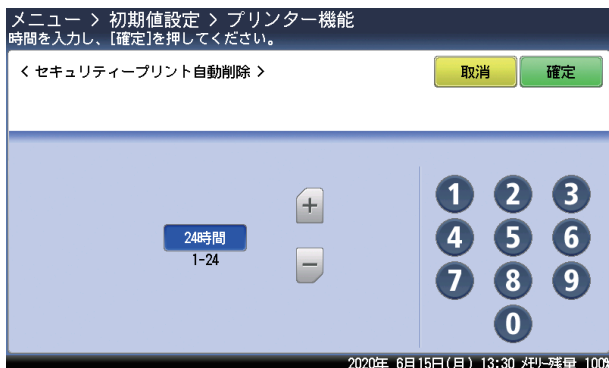 メニュー > 初期値設定 > プリンター機能
時間を入力し、[確定]を押してください。
< セキュリティープリント自動削除 >
取消
確定
+
1 2 3
24時間
4 5 6
1-24
−
7 8 9
0
2020年 6月15日(月) 13:30 メモリー残量 100%